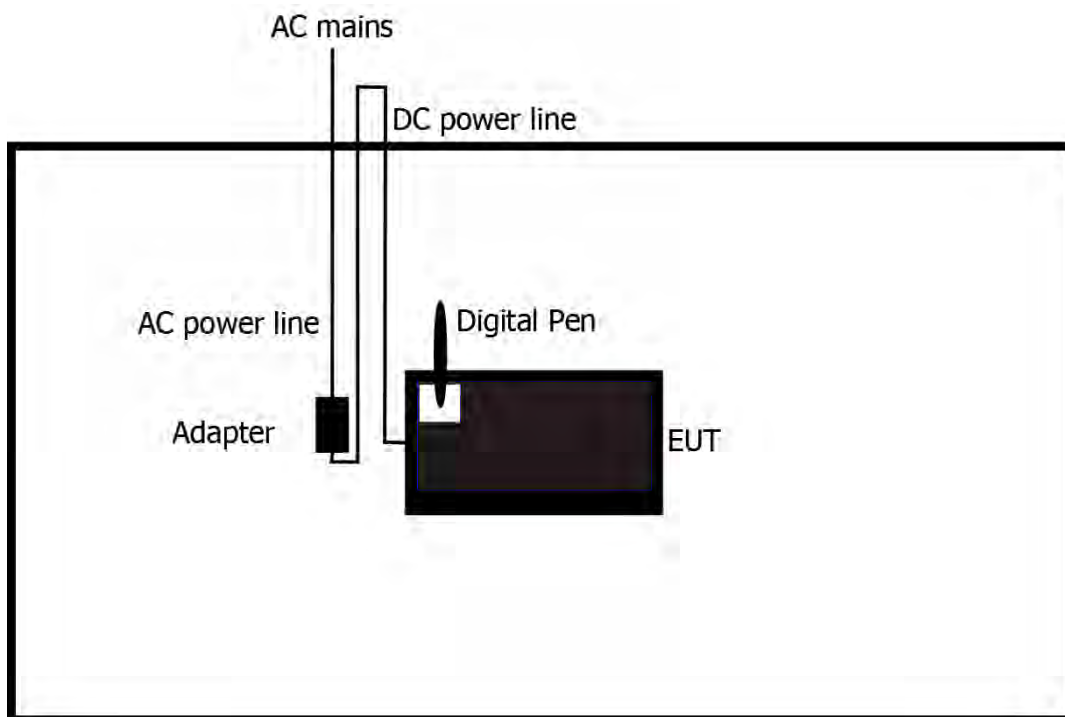 AC mains
DC power line
AC power line
Digital Pen
Adapter
EUT